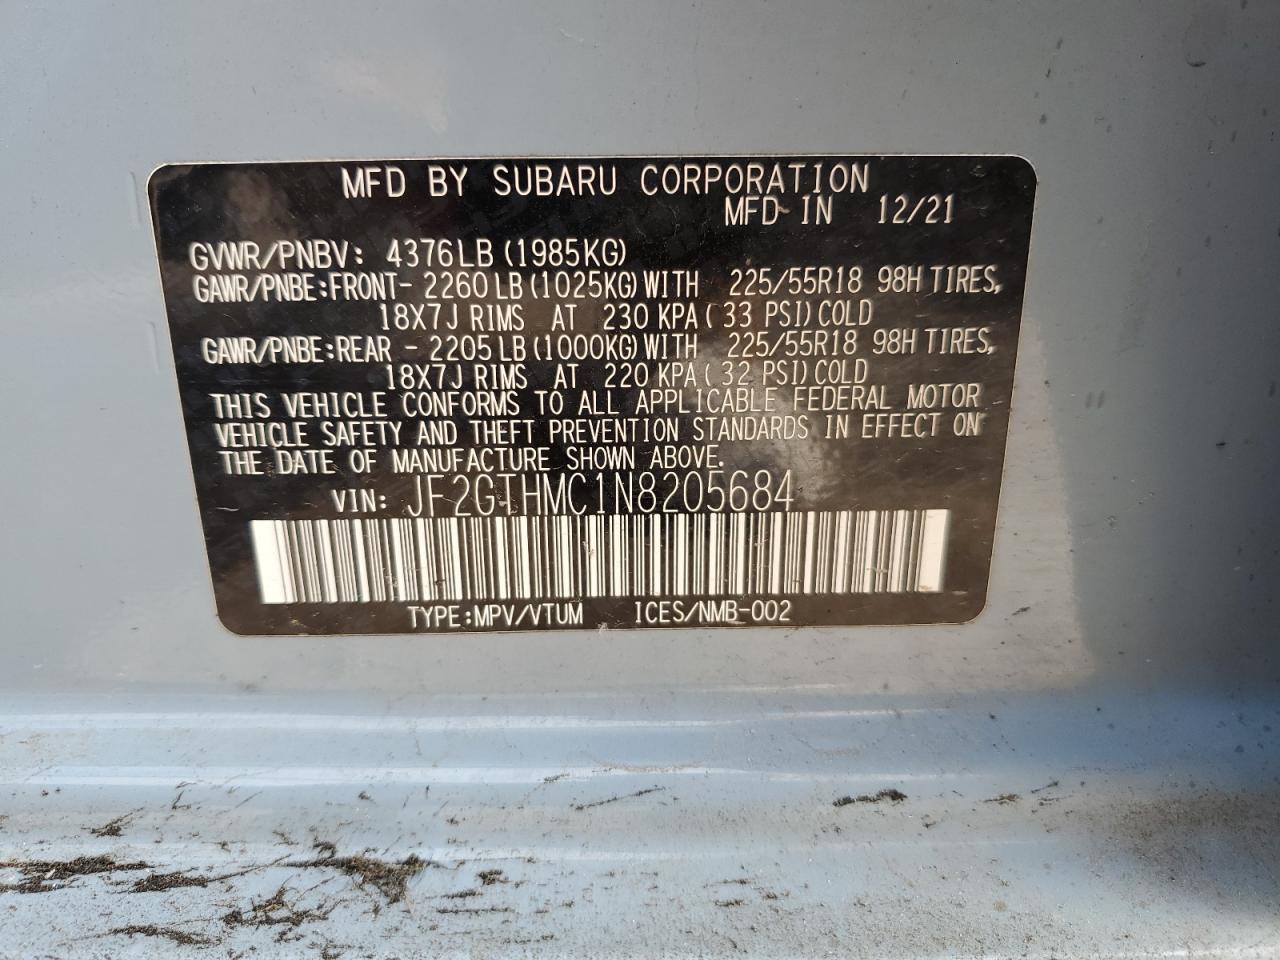 MFD BY SUBARU CORPORATION
MFD IN 12/21
GVWR/PNBV: 4376LB (1985KG)
GAWR/PNBE:FRONT- 2260LB(1025KG)WITH 225/55R18 98H TIRES,
18X7J RIMS AT 230 KPA( 33 PSI)COLD
GAWR/PNBE:REAR - 2205LB(1000KG)WITH 225/55R18 98H TIRES,
18X7J RIMS AT 220 KPA( 32 PSI)COLD
THIS VEHICLE CONFORMS TO ALL APPLICABLE FEDERAL MOTOR
VEHICLE SAFETY AND THEFT PREVENTION STANDARDS IN EFFECT ON
THE DATE OF MANUFACTURE SHOWN ABOVE.
VIN: JF2GTHMC1N8205684
TYPE:MPV/VTUM ICES/NMB-002